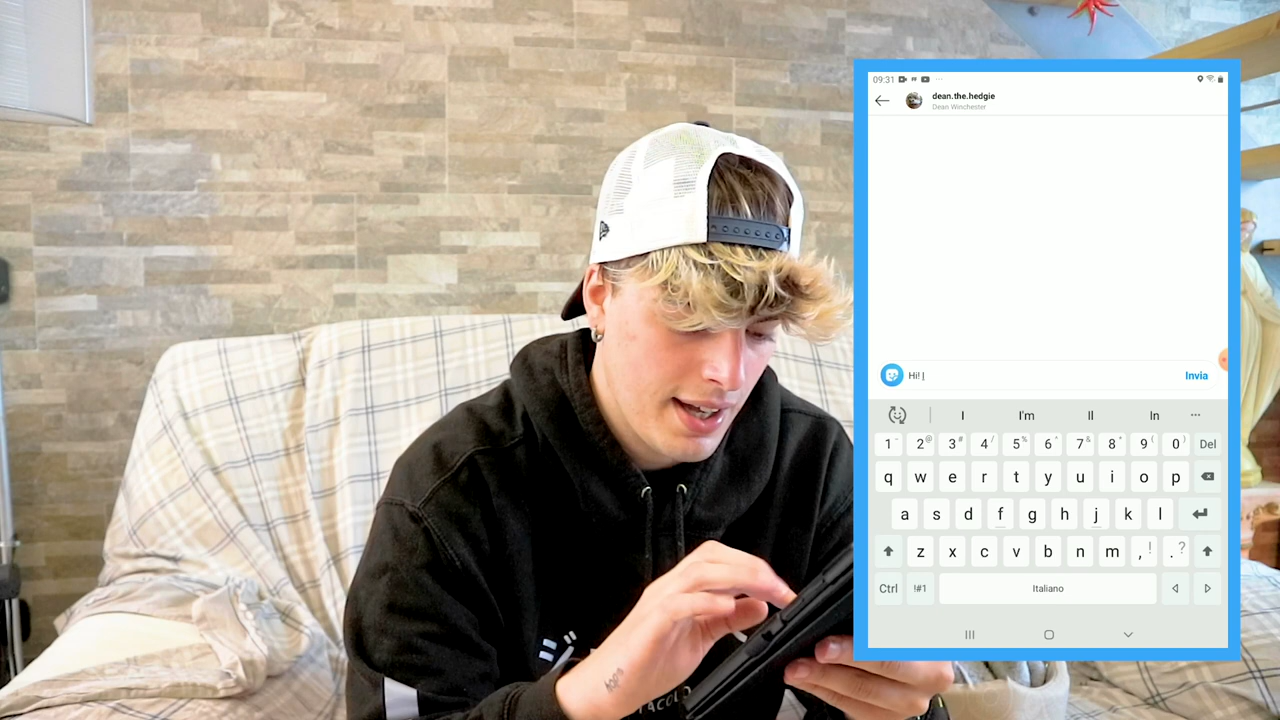 09:31
dean.the.hedgie
Dean Winchester
Hi!
Invia
I I'm Il In
1 2 @ 3 # 4 / 5 % 6 ^ 7 & 8 * 9 ( 0 ) Del
q w e r t y u i o p
a s d f g h j k l
z x c v b n m , ! . ?
Ctrl !#1 Italiano